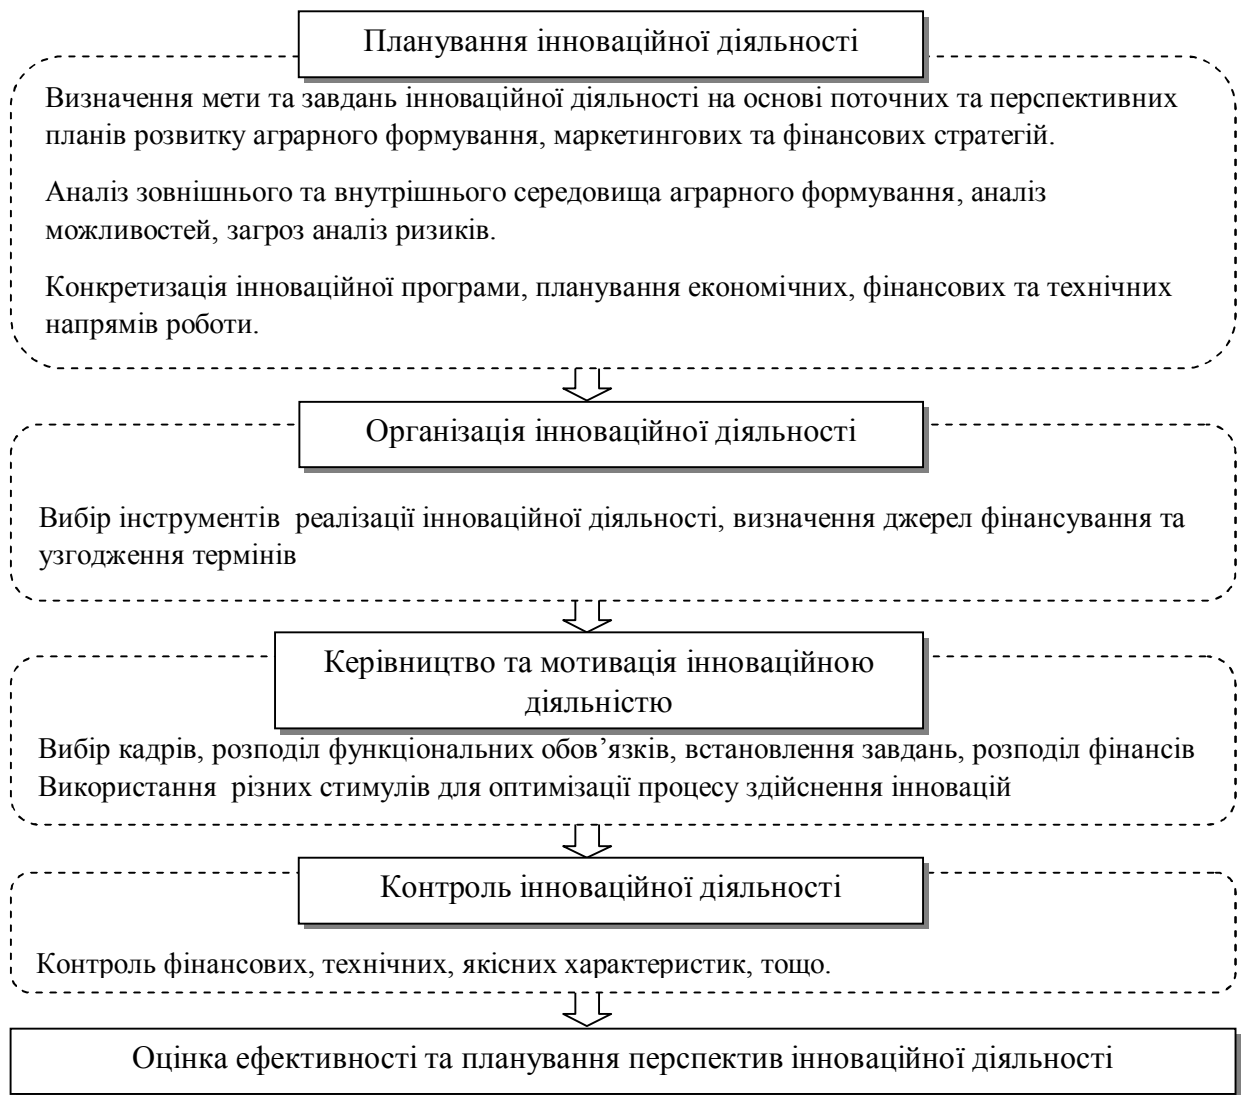 Планування інноваційної діяльності
Визначення мети та завдань інноваційної діяльності на основі поточних та перспективних
планів розвитку аграрного формування, маркетингових та фінансових стратегій.
Аналіз зовнішнього та внутрішнього середовища аграрного формування, аналіз
можливостей, загроз аналіз ризиків.
Конкретизація інноваційної програми, планування економічних, фінансових та технічних
напрямів роботи.
Організація інноваційної діяльності
Вибір інструментів реалізації інноваційної діяльності, визначення джерел фінансування та
узгодження термінів
Керівництво та мотивація інноваційною
діяльністю
Вибір кадрів, розподіл функціональних обов’язків, встановлення завдань, розподіл фінансів
Використання різних стимулів для оптимізації процесу здійснення інновацій
Контроль інноваційної діяльності
Контроль фінансових, технічних, якісних характеристик, тощо.
Оцінка ефективності та планування перспектив інноваційної діяльності